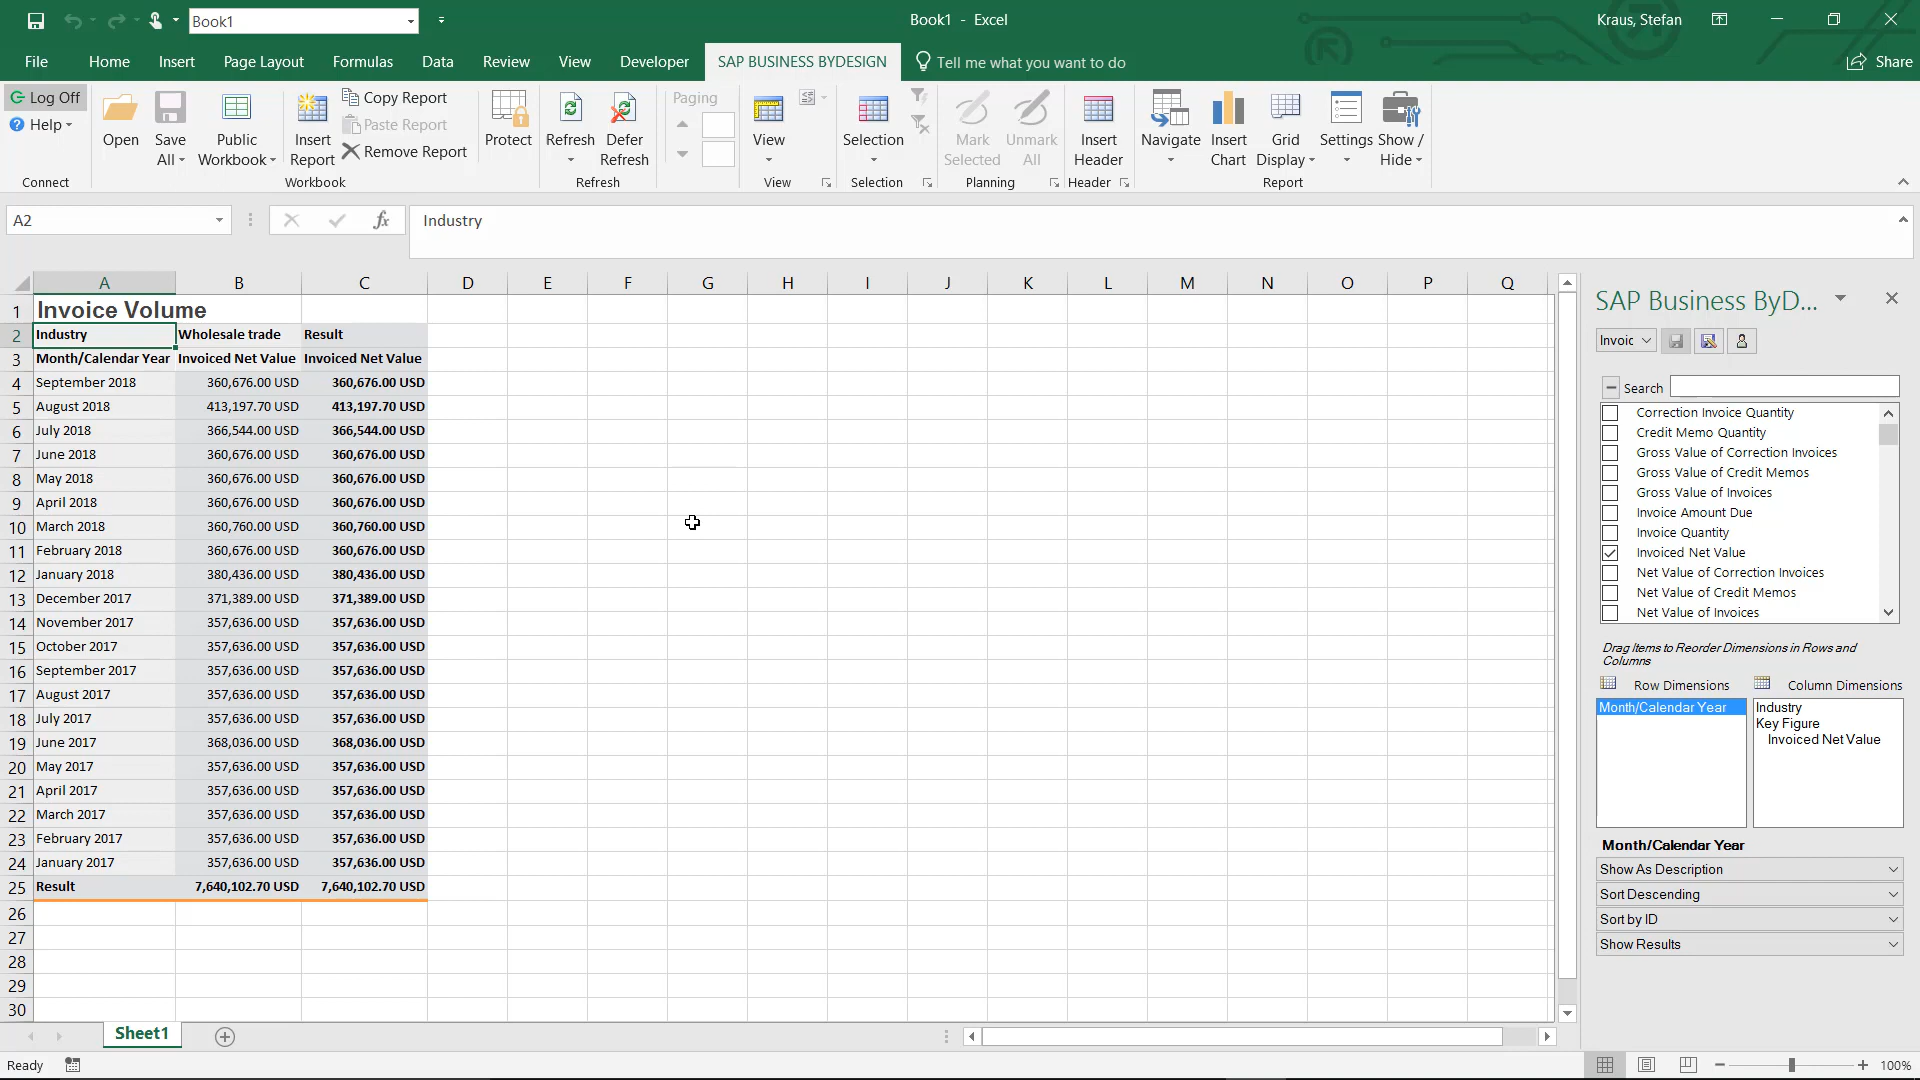 Book1
Book1 - Excel
Kraus, Stefan
File Home Insert Page Layout Formulas Data Review View Developer SAP BUSINESS BYDESIGN Tell me what you want to do Share
Log Off
Help
Connect
Open
Save All
Public Workbook
Insert Report
Copy Report
Paste Report
Remove Report
Workbook
Protect
Refresh
Defer Refresh
Refresh
Paging
View
View
Selection
Selection
Mark Selected
Unmark All
Planning
Insert Header
Header
Navigate
Insert Chart
Grid Display
Settings
Show / Hide
Report
A2
fx
Industry
A B C D E F G H I J K L M N O P Q
1 Invoice Volume
2 Industry Wholesale trade Result
3 Month/Calendar Year Invoiced Net Value Invoiced Net Value
4 September 2018 360,676.00 USD 360,676.00 USD
5 August 2018 413,197.70 USD 413,197.70 USD
6 July 2018 366,544.00 USD 366,544.00 USD
7 June 2018 360,676.00 USD 360,676.00 USD
8 May 2018 360,676.00 USD 360,676.00 USD
9 April 2018 360,676.00 USD 360,676.00 USD
10 March 2018 360,760.00 USD 360,760.00 USD
11 February 2018 360,676.00 USD 360,676.00 USD
12 January 2018 380,436.00 USD 380,436.00 USD
13 December 2017 371,389.00 USD 371,389.00 USD
14 November 2017 357,636.00 USD 357,636.00 USD
15 October 2017 357,636.00 USD 357,636.00 USD
16 September 2017 357,636.00 USD 357,636.00 USD
17 August 2017 357,636.00 USD 357,636.00 USD
18 July 2017 357,636.00 USD 357,636.00 USD
19 June 2017 368,036.00 USD 368,036.00 USD
20 May 2017 357,636.00 USD 357,636.00 USD
21 April 2017 357,636.00 USD 357,636.00 USD
22 March 2017 357,636.00 USD 357,636.00 USD
23 February 2017 357,636.00 USD 357,636.00 USD
24 January 2017 357,636.00 USD 357,636.00 USD
25 Result 7,640,102.70 USD 7,640,102.70 USD
26
27
28
29
30
SAP Business ByD...
Invoic
Search
Correction Invoice Quantity
Credit Memo Quantity
Gross Value of Correction Invoices
Gross Value of Credit Memos
Gross Value of Invoices
Invoice Amount Due
Invoice Quantity
Invoiced Net Value
Net Value of Correction Invoices
Net Value of Credit Memos
Net Value of Invoices
Drag Items to Reorder Dimensions in Rows and
Columns
Row Dimensions Column Dimensions
Month/Calendar Year
Industry
Key Figure
Invoiced Net Value
Month/Calendar Year
Show As Description
Sort Descending
Sort by ID
Show Results
Sheet1
Ready
100%